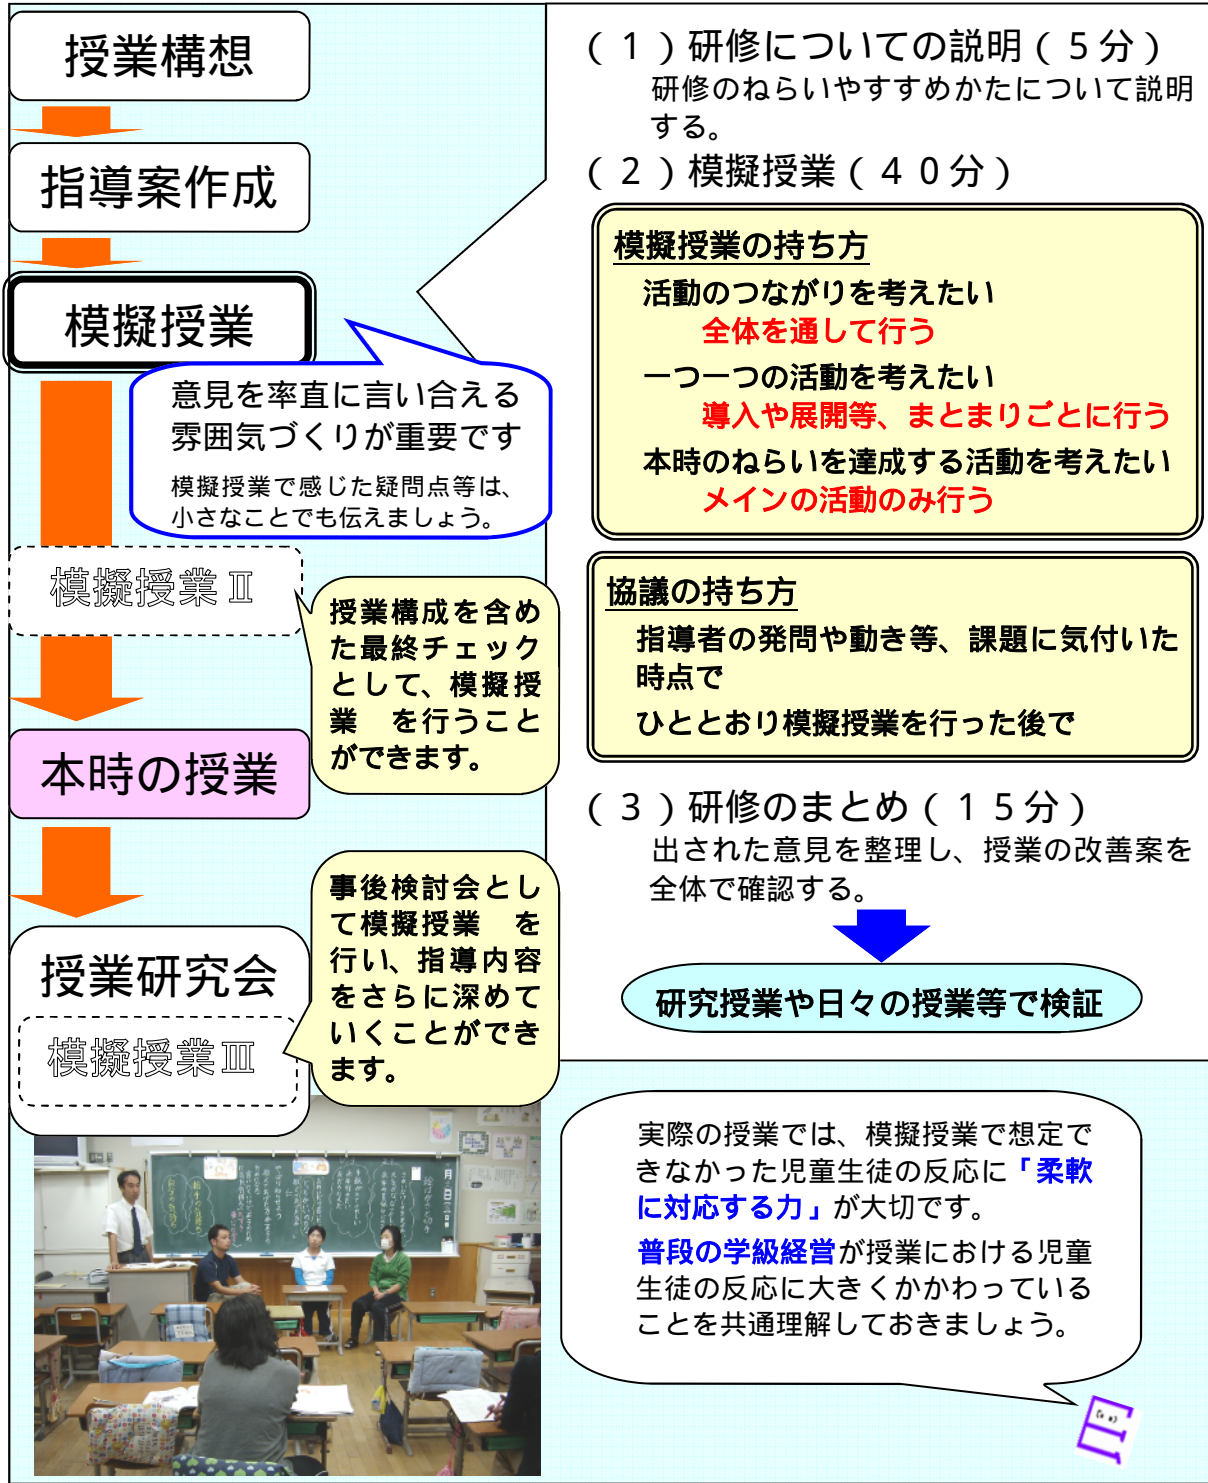 授業構想
指導案作成
模擬授業
意見を率直に言い合える
雰囲気づくりが重要です
模擬授業で感じた疑問点等は、
小さなことでも伝えましょう。
模擬授業Ⅱ
授業構成を含め
た最終チェック
として、模擬授
業　を行うこと
ができます。
本時の授業
事後検討会とし
て模擬授業　を
行い、指導内容
をさらに深めて
いくことができ
ます。
授業研究会
模擬授業Ⅲ
（１）研修についての説明（５分）
研修のねらいやすすめかたについて説明
する。
（２）模擬授業（４０分）
模擬授業の持ち方
活動のつながりを考えたい
全体を通して行う
一つ一つの活動を考えたい
導入や展開等、まとまりごとに行う
本時のねらいを達成する活動を考えたい
メインの活動のみ行う
協議の持ち方
指導者の発問や動き等、課題に気付いた
時点で
ひととおり模擬授業を行った後で
（３）研修のまとめ（１５分）
出された意見を整理し、授業の改善案を
全体で確認する。
研究授業や日々の授業等で検証
実際の授業では、模擬授業で想定で
きなかった児童生徒の反応に「柔軟
に対応する力」が大切です。
普段の学級経営が授業における児童
生徒の反応に大きくかかわっている
ことを共通理解しておきましょう。